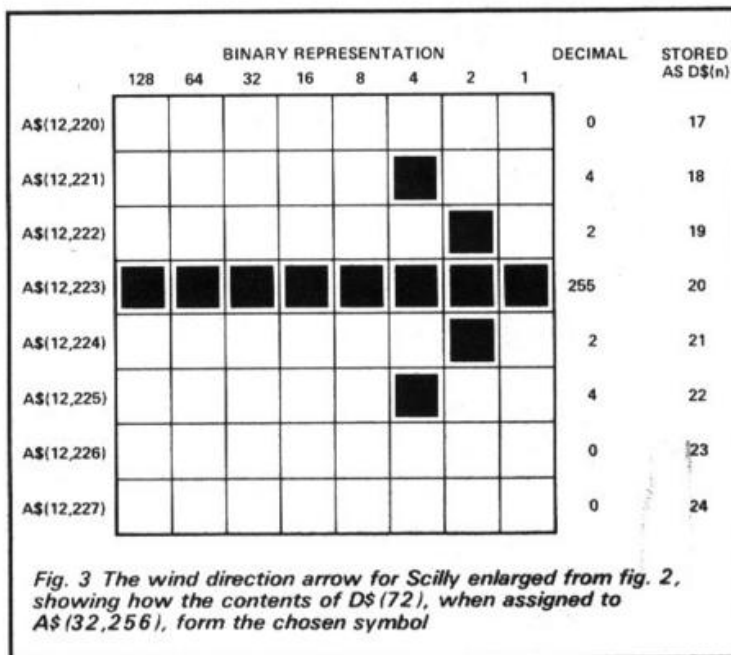 BINARY REPRESENTATION DECIMAL STORED
AS D$(n)
128 64 32 16 8 4 2 1
A$(12,220) 0 17
A$(12,221) 4 18
A$(12,222) 2 19
A$(12,223) 255 20
A$(12,224) 2 21
A$(12,225) 4 22
A$(12,226) 0 23
A$(12,227) 0 24
Fig. 3 The wind direction arrow for Scilly enlarged from fig. 2,
showing how the contents of D$(72), when assigned to
A$(32,256), form the chosen symbol